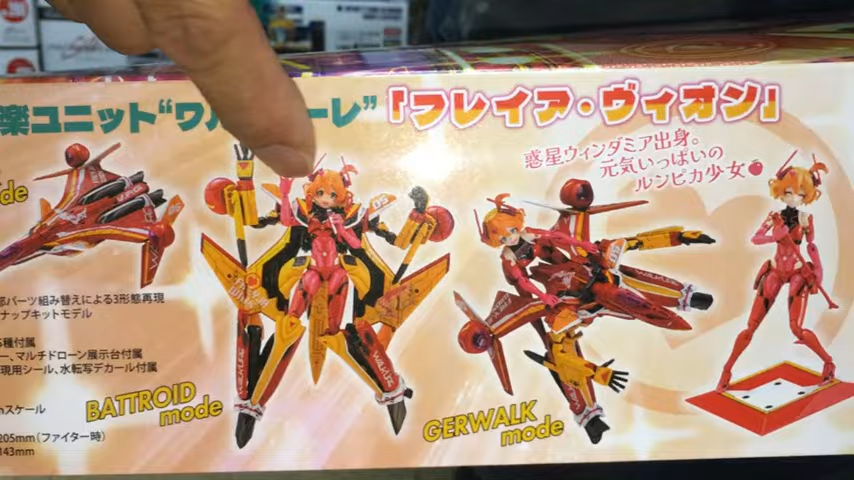 楽ユニット“ワルーレ”
「フレイア・ヴィオン」
惑星ウィンダミア出身。
元気いっぱいの
ルンピカ少女
パーツ組み替えによる3形態再現
ナップキットモデル
種付属
ー、マルチドローン展示台付属
現用シール、水転写デカール付属
スケール
205mm(ファイター時)
143mm
BATTROID
mode
GERWALK
mode